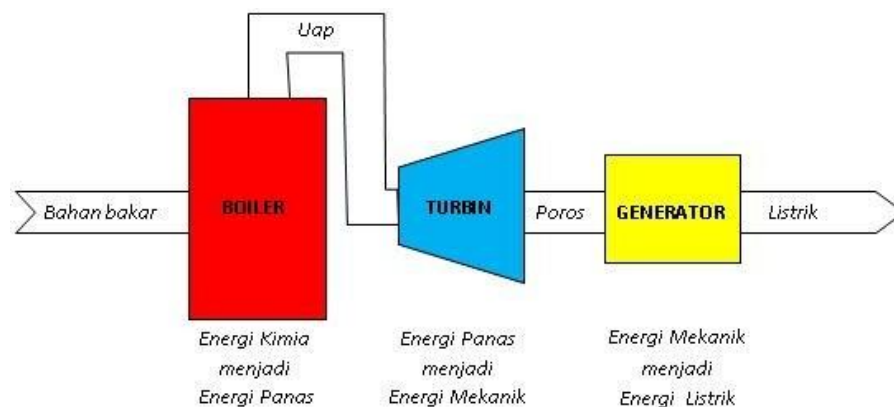 Uap
Bahan bakar
BOILER
TURBIN
Poros
GENERATOR
Listrik
Energi Kimia
menjadi
Energi Panas
Energi Panas
menjadi
Energi Mekanik
Energi Mekanik
menjadi
Energi Listrik